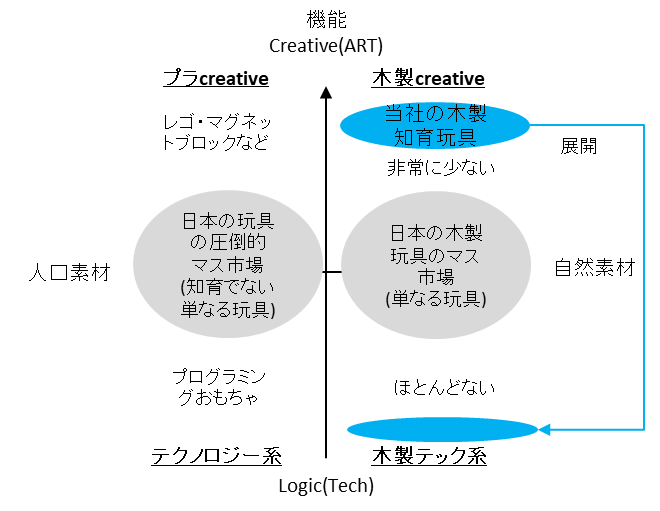 機能
Creative(ART)
プラcreative
木製creative
レゴ・マグネッ
トブロックなど
当社の木製
知育玩具
展開
非常に少ない
日本の玩具
の圧倒的
マス市場
(知育でない
単なる玩具)
日本の木製
玩具のマス
市場
(単なる玩具)
人口素材
自然素材
プログラミン
グおもちゃ
ほとんどない
テクノロジー系
木製テック系
Logic(Tech)